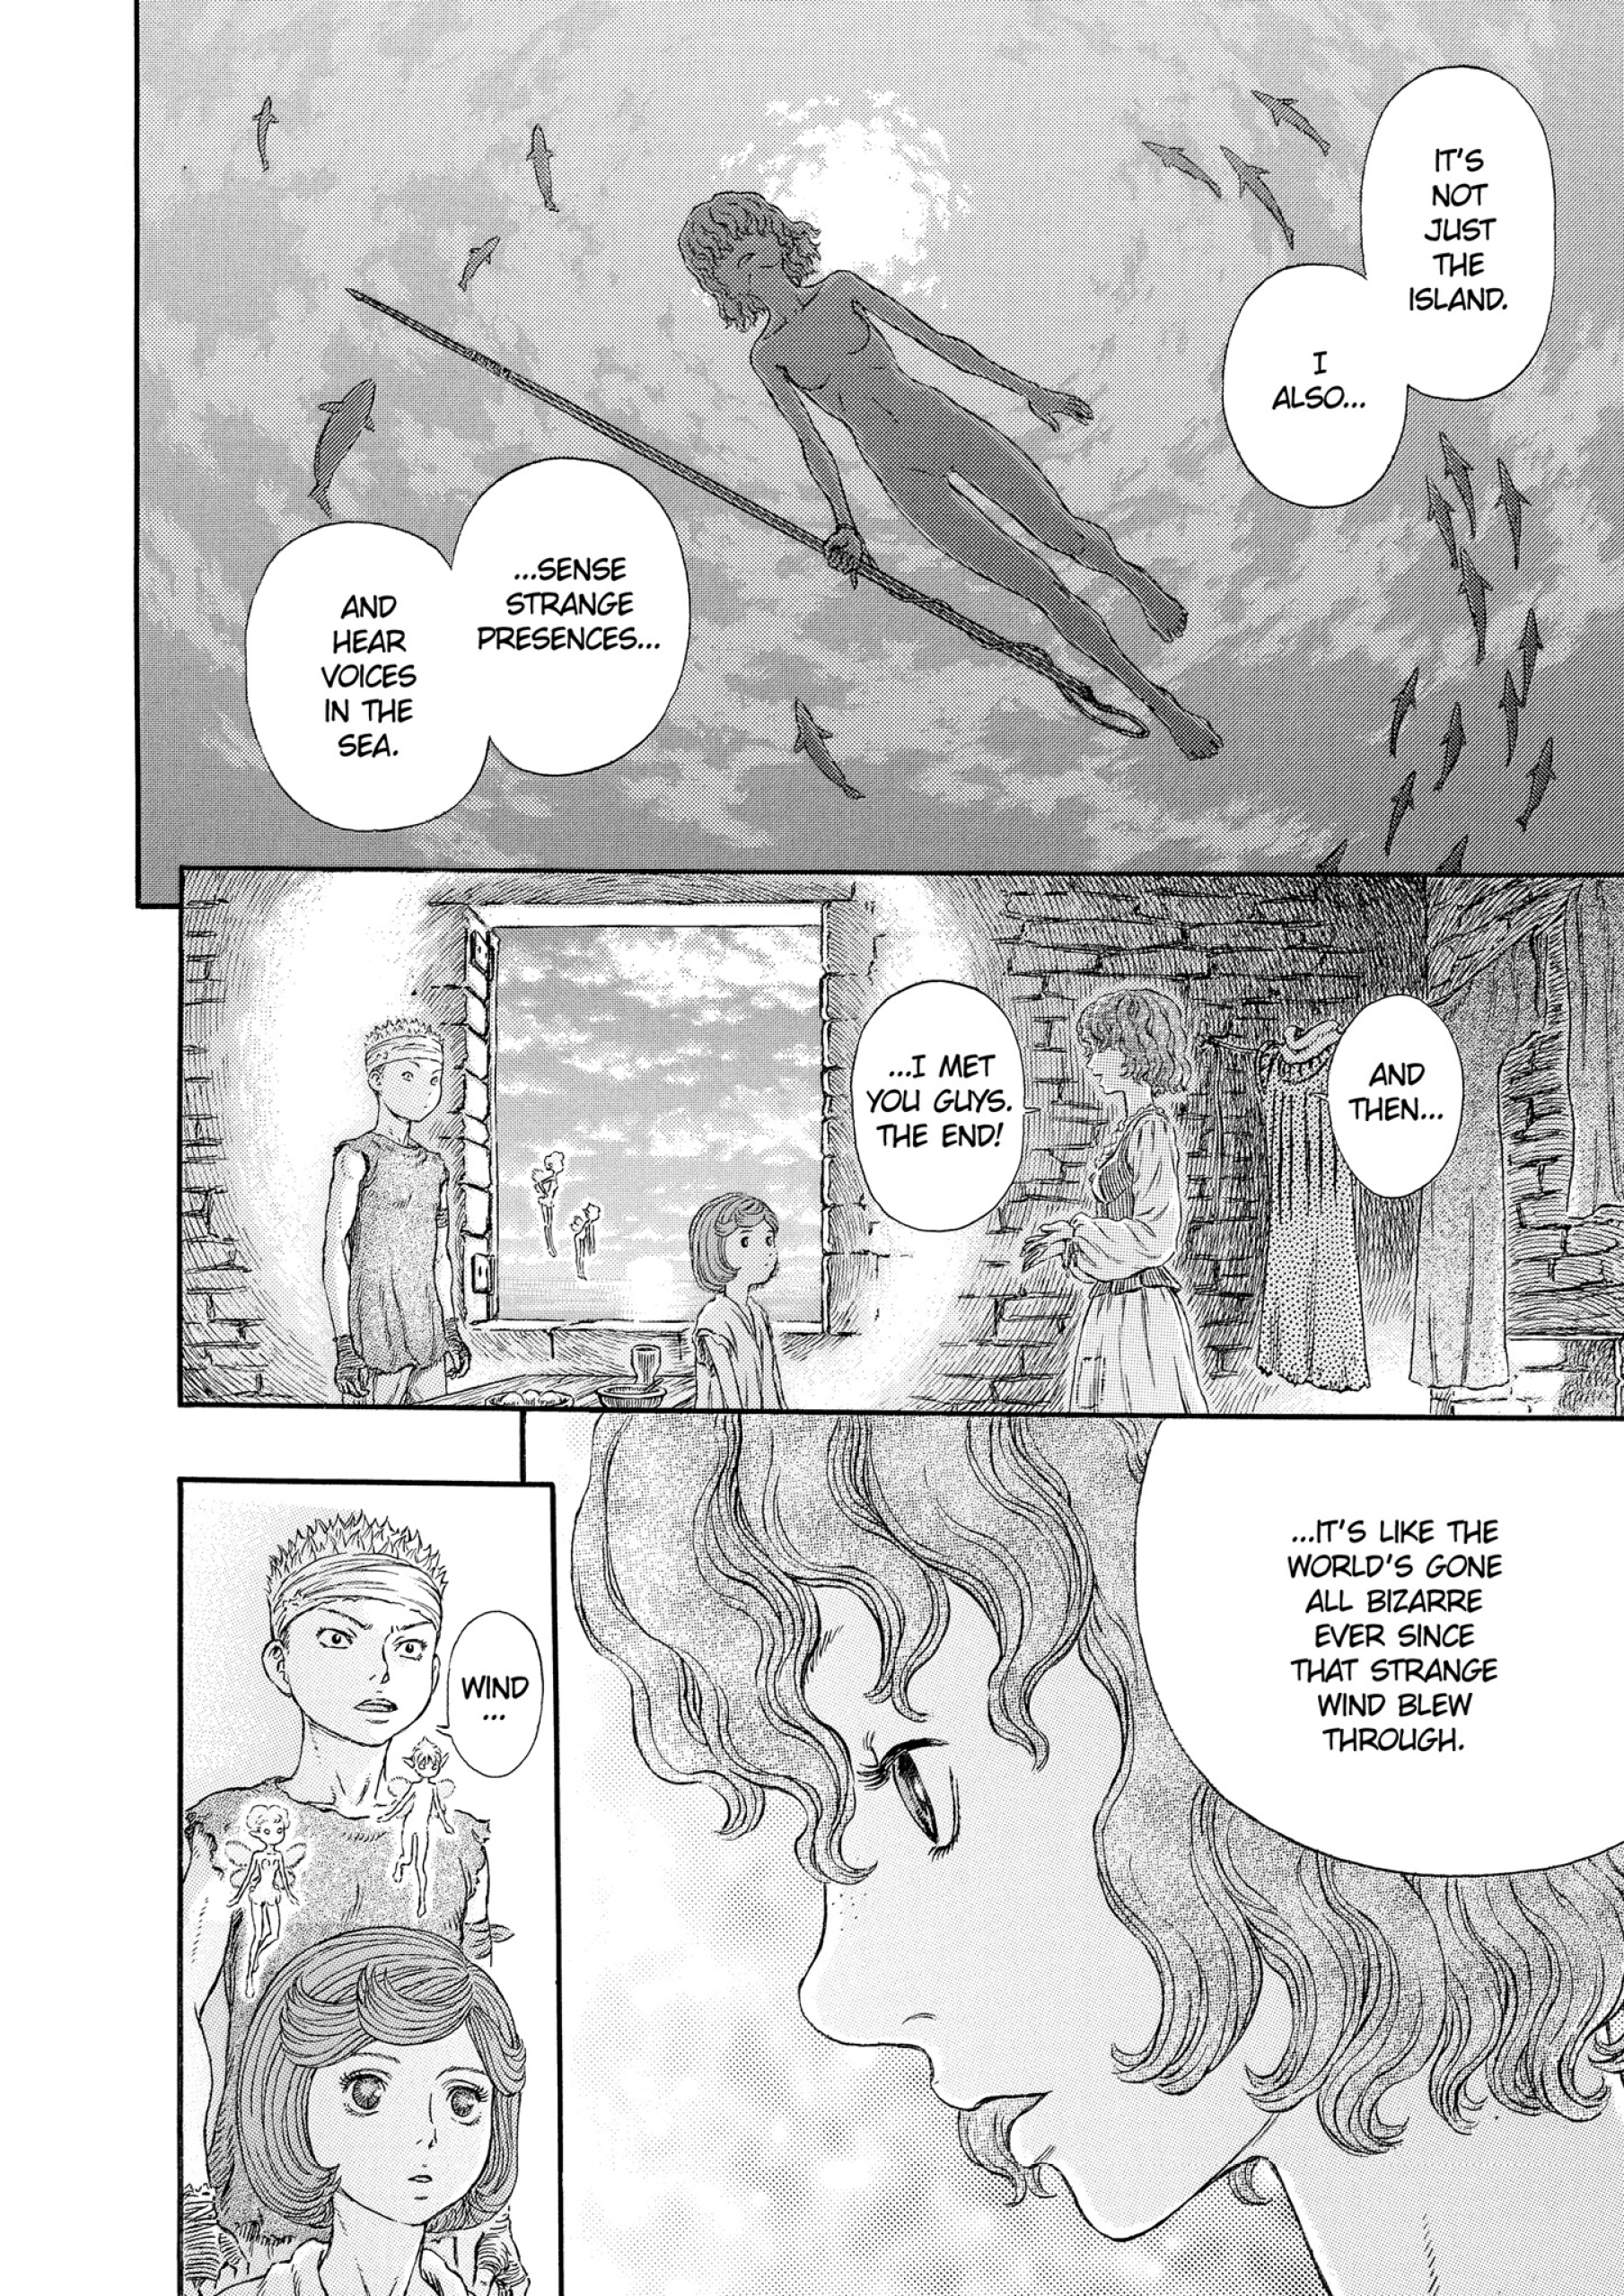 IT'S
NOT
JUST
THE
ISLAND.
I
ALSO...
...SENSE
STRANGE
PRESENCES...
AND
HEAR
VOICES
IN THE
SEA.
AND
THEN...
...I MET
YOU GUYS.
THE END!
...IT'S LIKE THE
WORLD'S GONE
ALL BIZARRE
EVER SINCE
THAT STRANGE
WIND BLEW
THROUGH.
WIND
...